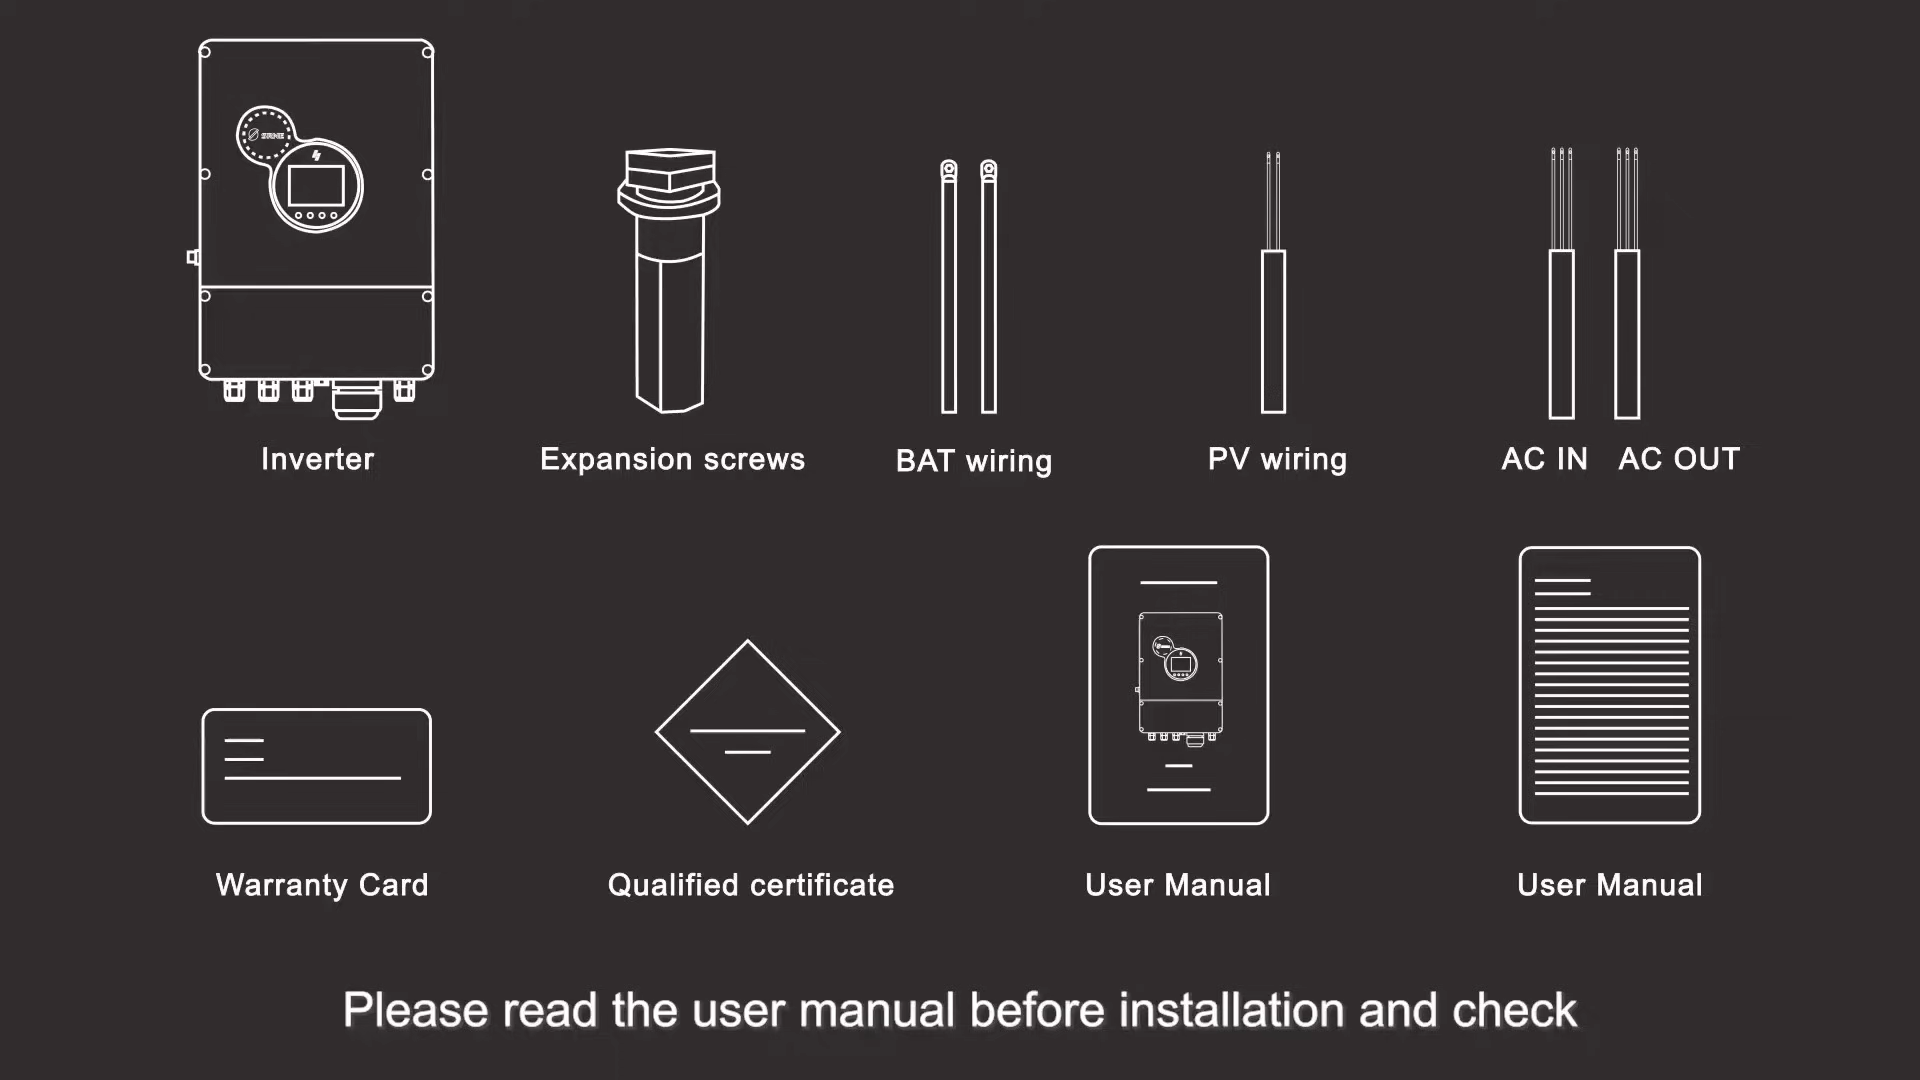 SRNE
Inverter
Expansion screws
BAT wiring
PV wiring
AC IN AC OUT
Warranty Card
Qualified certificate
User Manual
User Manual
Please read the user manual before installation and check